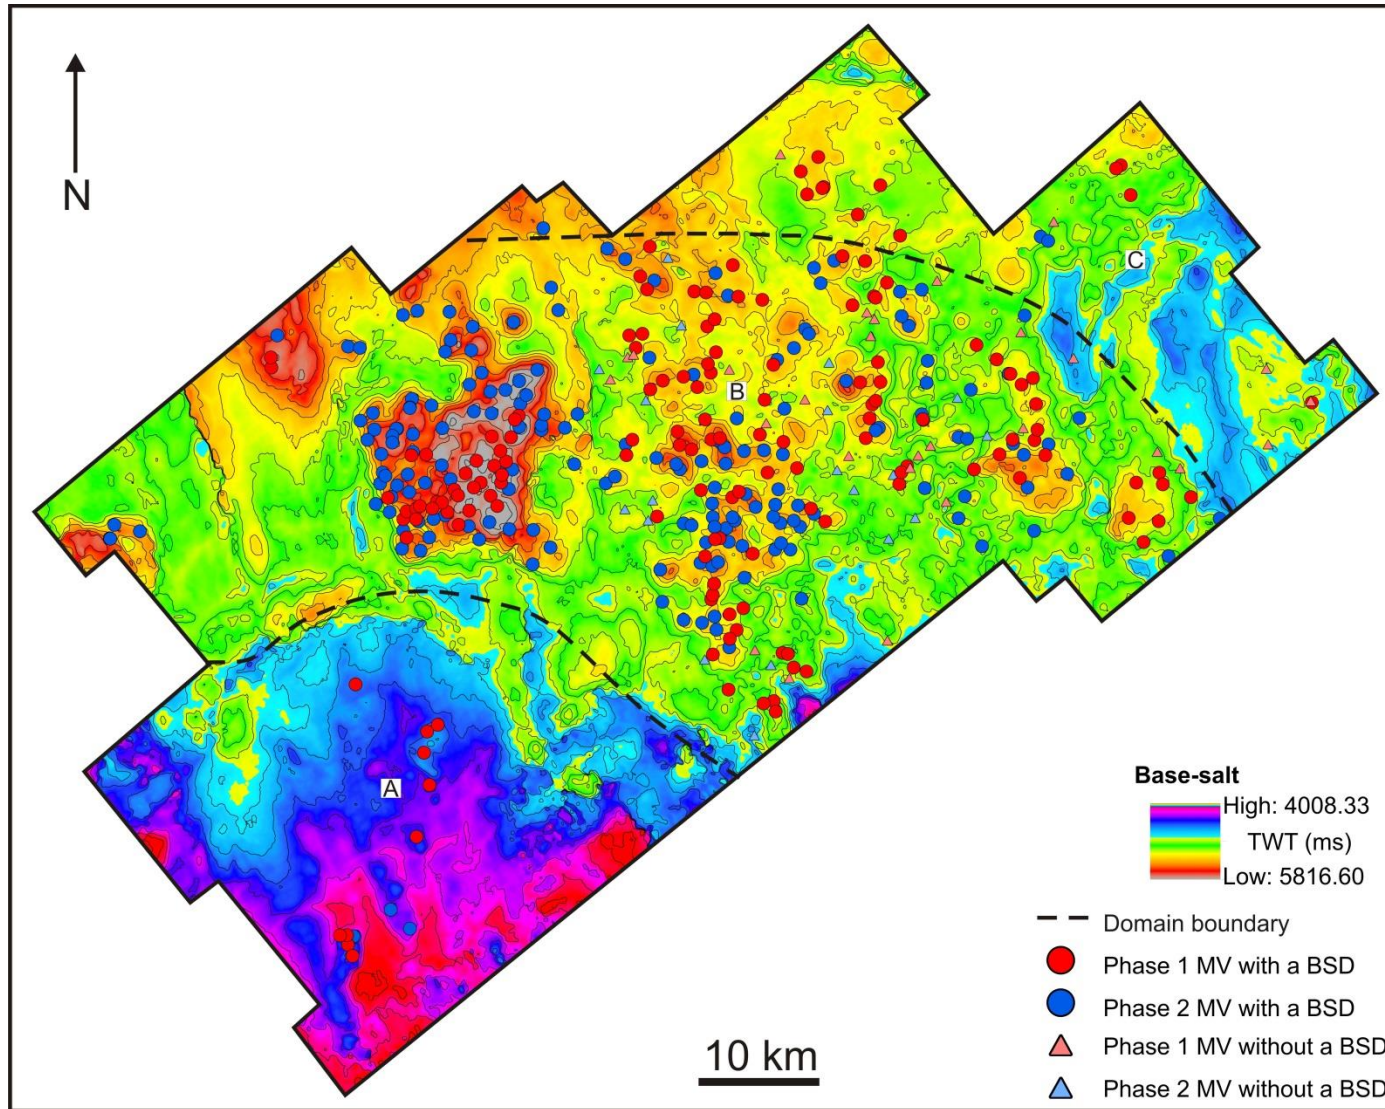 N
C
B
A
Base-salt
High: 4008.33
TWT (ms)
Low: 5816.60
Domain boundary
Phase 1 MV with a BSD
Phase 2 MV with a BSD
10 km
Phase 1 MV without a BSD
Phase 2 MV without a BSD